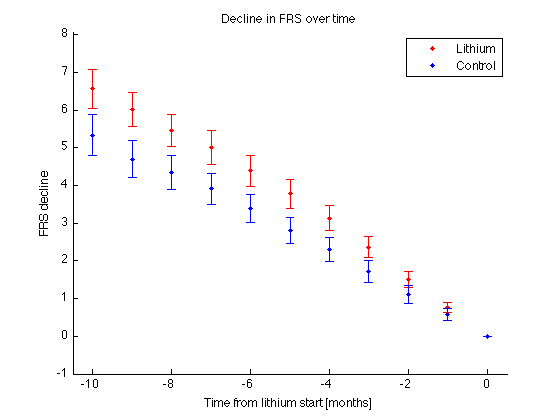 Decline in FRS over time
8
7
6
5
4
3
2
1
0
-1
FRS decline
Lithium
Control
-10 -8 -6 -4 -2 0
Time from lithium start [months]